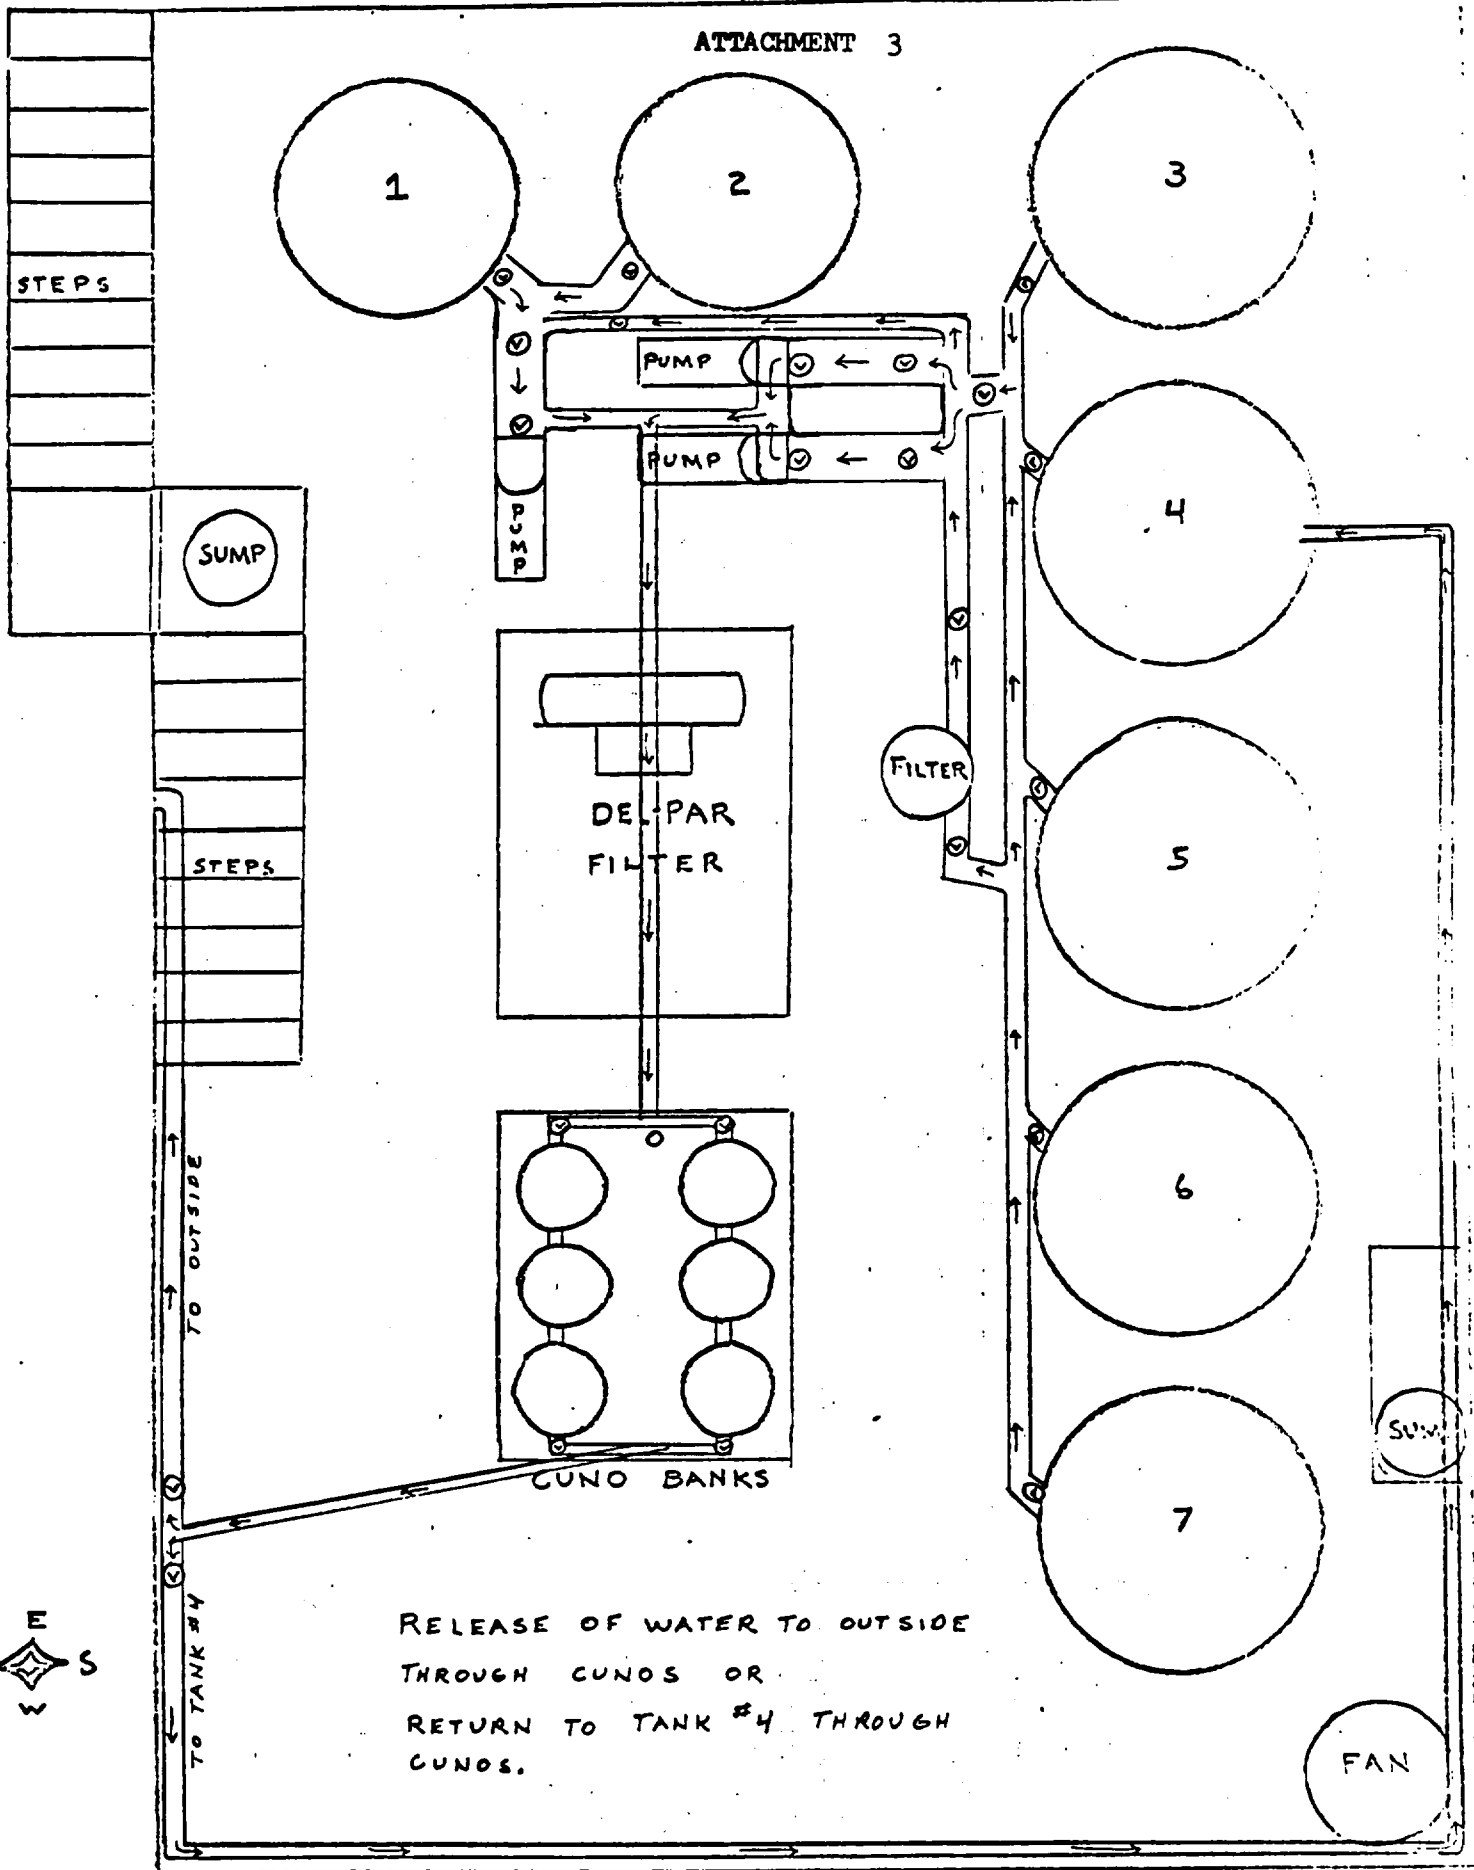 ATTACHMENT 3
1
2
3
STEPS
PUMP
PUMP
4
PUMP
SUMP
FILTER
DEL-PAR
FILTER
5
STEPS
TO OUTSIDE
6
CUNO BANKS
7
TO TANK #4
E
S
W
RELEASE OF WATER TO OUTSIDE
THROUGH CUNOS OR
RETURN TO TANK #4 THROUGH
CUNOS.
FAN